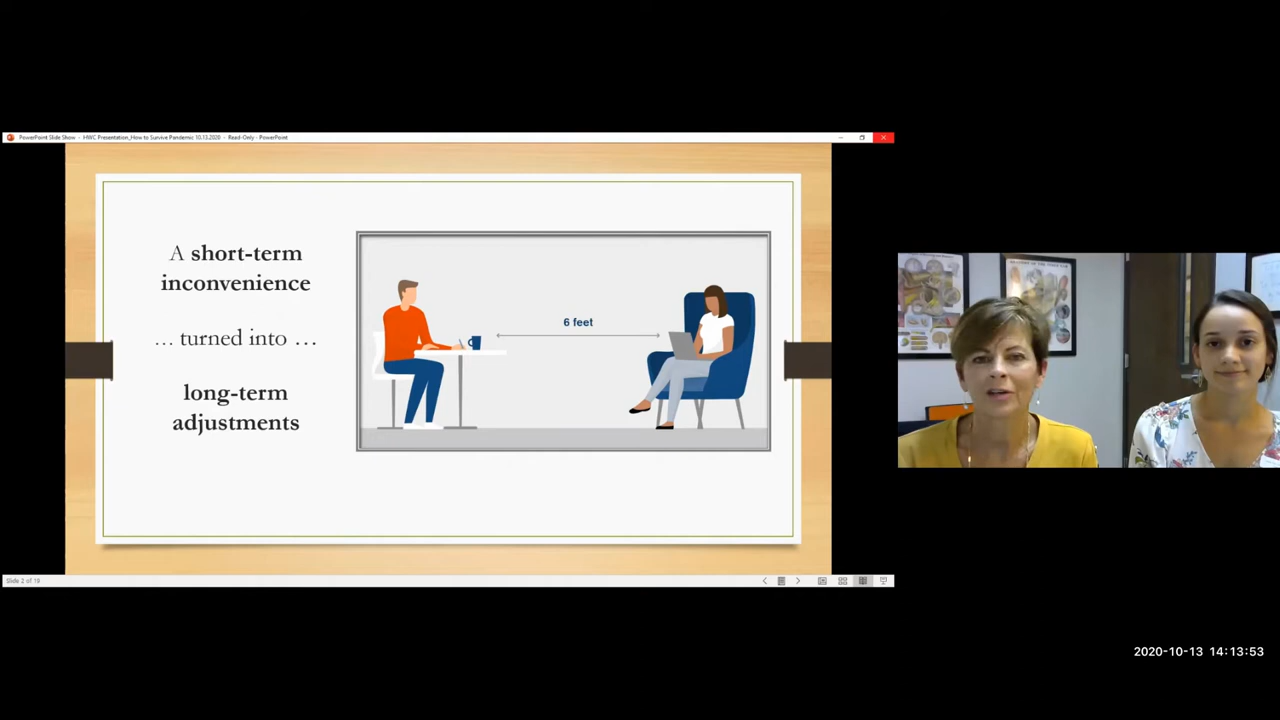 PowerPoint Slide Show - HWC Presentation_How to Survive Pandemic 10.13.2020 - Read-Only - PowerPoint
A short-term
inconvenience
... turned into ...
long-term
adjustments
6 feet
Slide 2 of 19
2020-10-13 14:13:53